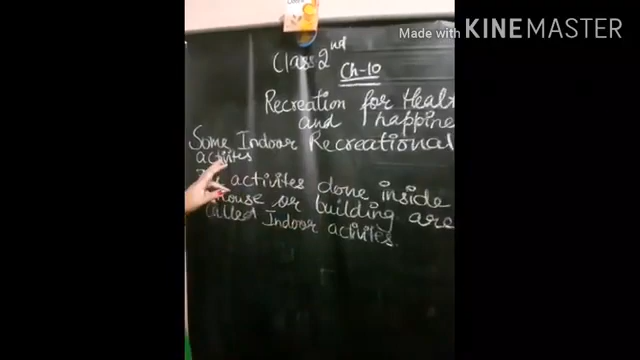 Made with KINEMASTER
Class 2nd
Ch-10
Recreation for Healt
and happine
Some Indoor Recreational
activites
activites done inside
house or building are
called Indoor activites.